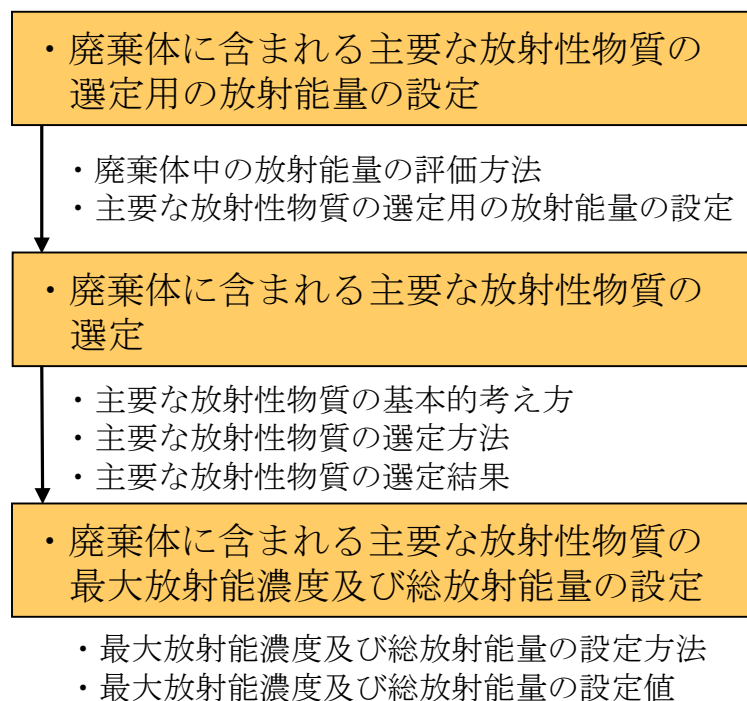 ・廃棄体に含まれる主要な放射性物質の
選定用の放射能量の設定
・廃棄体中の放射能量の評価方法
・主要な放射性物質の選定用の放射能量の設定
・廃棄体に含まれる主要な放射性物質の
選定
・主要な放射性物質の基本的考え方
・主要な放射性物質の選定方法
・主要な放射性物質の選定結果
・廃棄体に含まれる主要な放射性物質の
最大放射能濃度及び総放射能量の設定
・最大放射能濃度及び総放射能量の設定方法
・最大放射能濃度及び総放射能量の設定値